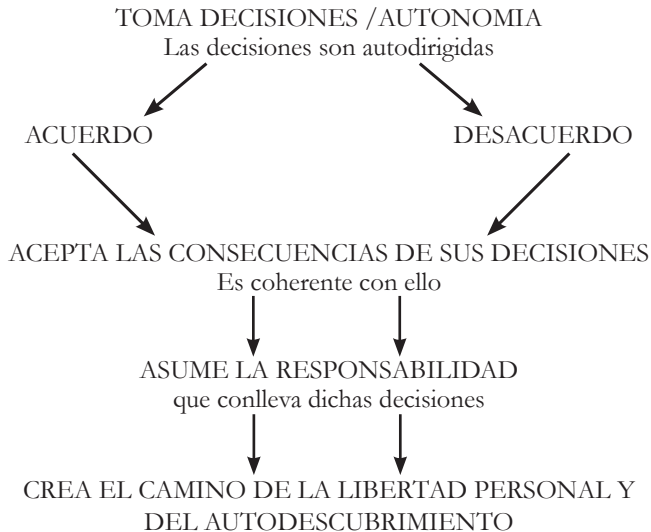 TOMA DECISIONES /AUTONOMIA
Las decisiones son autodirigidas
ACUERDO
DESACUERDO
ACEPTA LAS CONSECUENCIAS DE SUS DECISIONES
Es coherente con ello
ASUME LA RESPONSABILIDAD
que conlleva dichas decisiones
CREA EL CAMINO DE LA LIBERTAD PERSONAL Y
DEL AUTODESCUBRIMIENTO